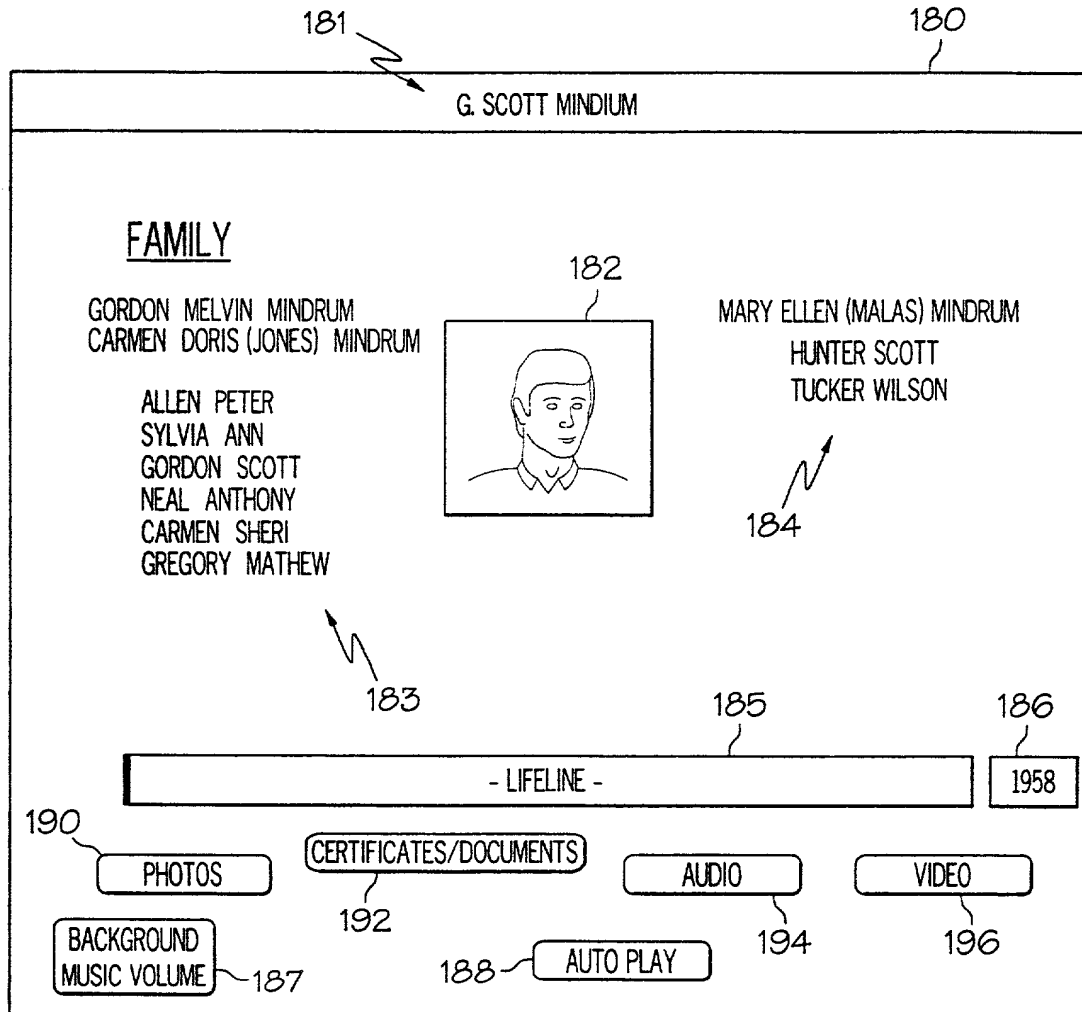 181
180
G. SCOTT MINDIUM
FAMILY
182
GORDON MELVIN MINDRUM
CARMEN DORIS (JONES) MINDRUM
MARY ELLEN (MALAS) MINDRUM
HUNTER SCOTT
TUCKER WILSON
ALLEN PETER
SYLVIA ANN
GORDON SCOTT
NEAL ANTHONY
CARMEN SHERI
GREGORY MATHEW
184
183
185
186
- LIFELINE -
1958
190
PHOTOS
CERTIFICATES/DOCUMENTS
AUDIO
VIDEO
192
194
196
BACKGROUND
MUSIC VOLUME
187
188
AUTO PLAY